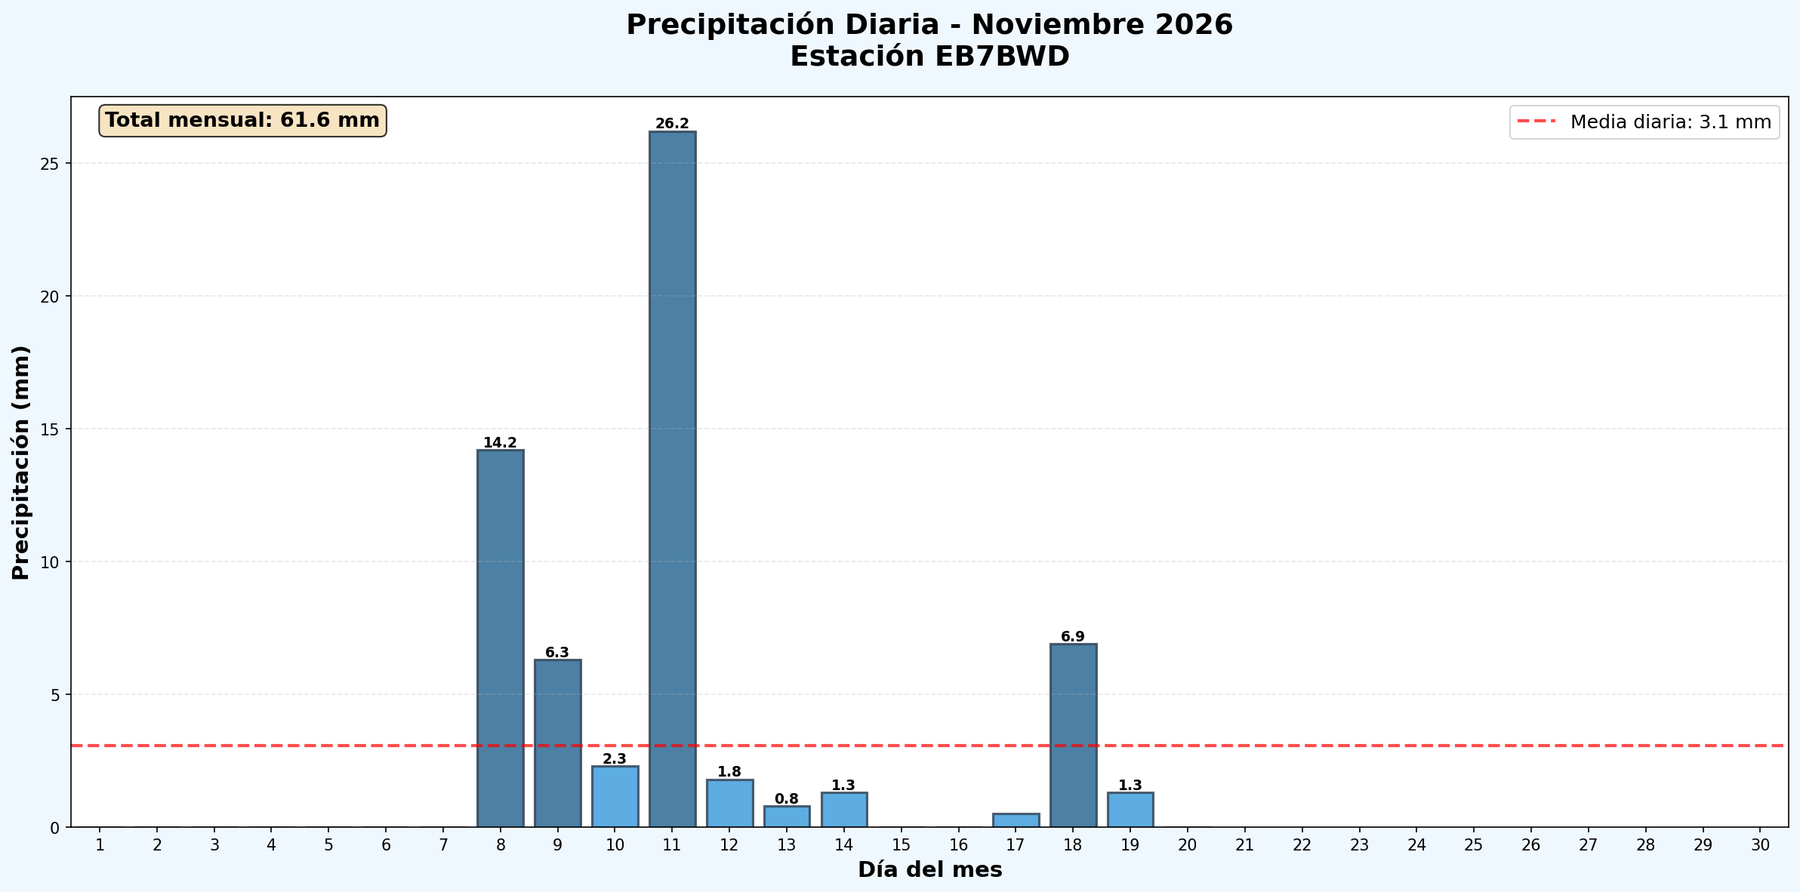 Precipitación Diaria - Noviembre 2026
Estación EB7BWD
Total mensual: 61.6 mm
Media diaria: 3.1 mm
Precipitación (mm)
25
20
15
10
5
0
14.2
6.3
2.3
26.2
1.8
0.8
1.3
6.9
1.3
1 2 3 4 5 6 7 8 9 10 11 12 13 14 15 16 17 18 19 20 21 22 23 24 25 26 27 28 29 30
Día del mes